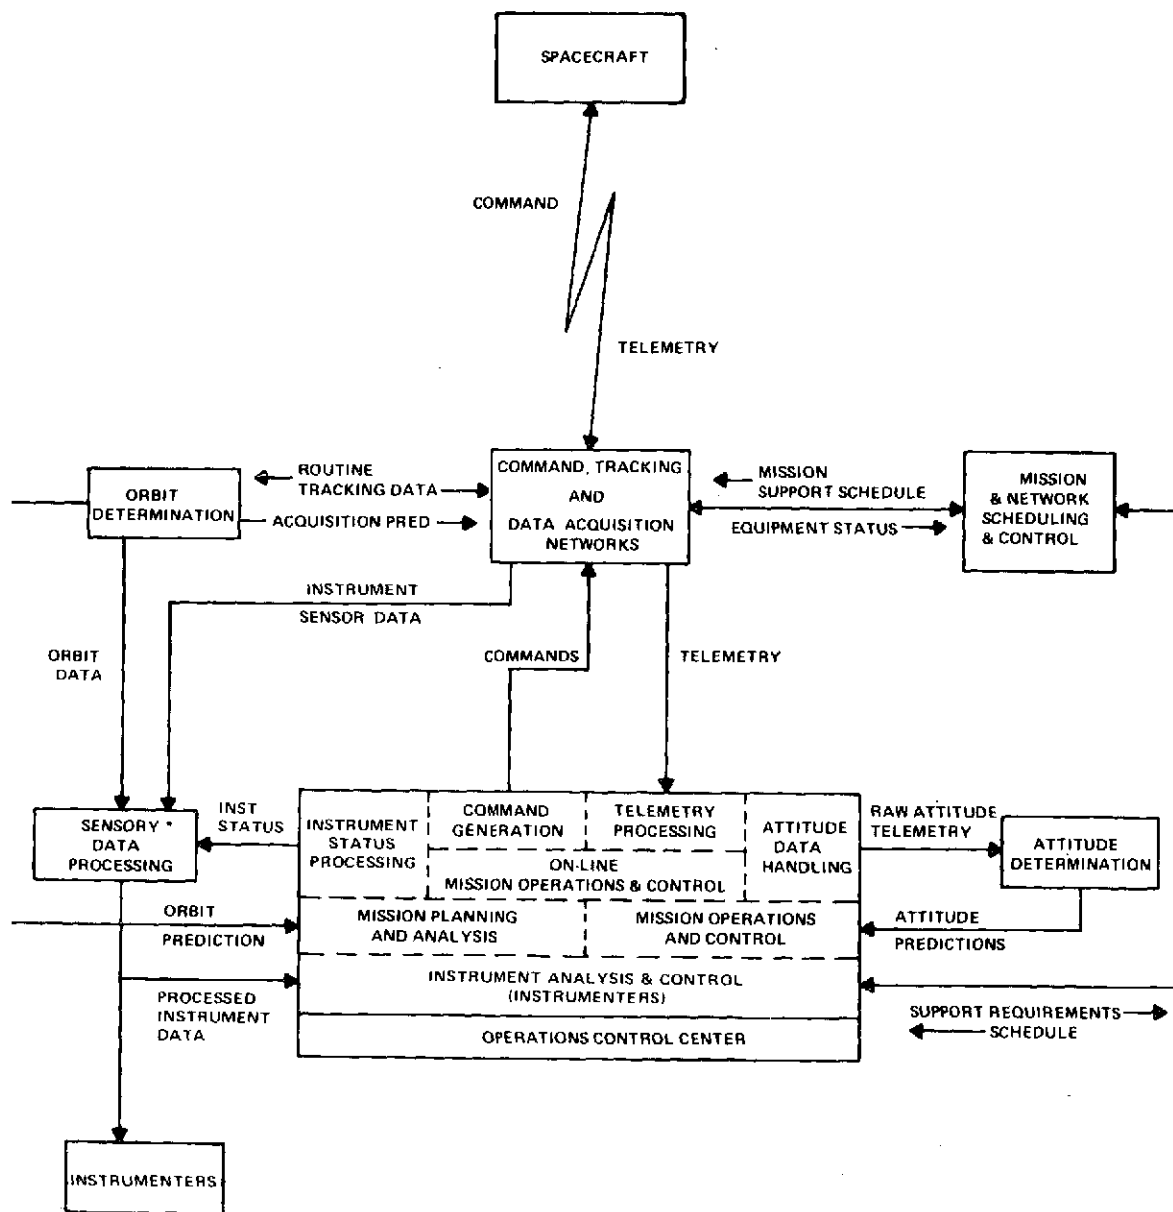 SPACECRAFT
COMMAND
TELEMETRY
ROUTINE
TRACKING DATA
ORBIT
DETERMINATION
ACQUISITION PRED
COMMAND, TRACKING
AND
DATA ACQUISITION
NETWORKS
MISSION
SUPPORT SCHEDULE
EQUIPMENT STATUS
MISSION
& NETWORK
SCHEDULING
& CONTROL
INSTRUMENT
SENSOR DATA
ORBIT
DATA
COMMANDS
TELEMETRY
SENSORY *
DATA
PROCESSING
INST
STATUS
INSTRUMENT
STATUS
PROCESSING
COMMAND
GENERATION
TELEMETRY
PROCESSING
ATTITUDE
DATA
HANDLING
ON-LINE
MISSION OPERATIONS & CONTROL
RAW ATTITUDE
TELEMETRY
ATTITUDE
DETERMINATION
ORBIT
PREDICTION
MISSION PLANNING
AND ANALYSIS
MISSION OPERATIONS
AND CONTROL
ATTITUDE
PREDICTIONS
PROCESSED
INSTRUMENT
DATA
INSTRUMENT ANALYSIS & CONTROL
(INSTRUMENTERS)
OPERATIONS CONTROL CENTER
SUPPORT REQUIREMENTS
SCHEDULE
INSTRUMENTERS